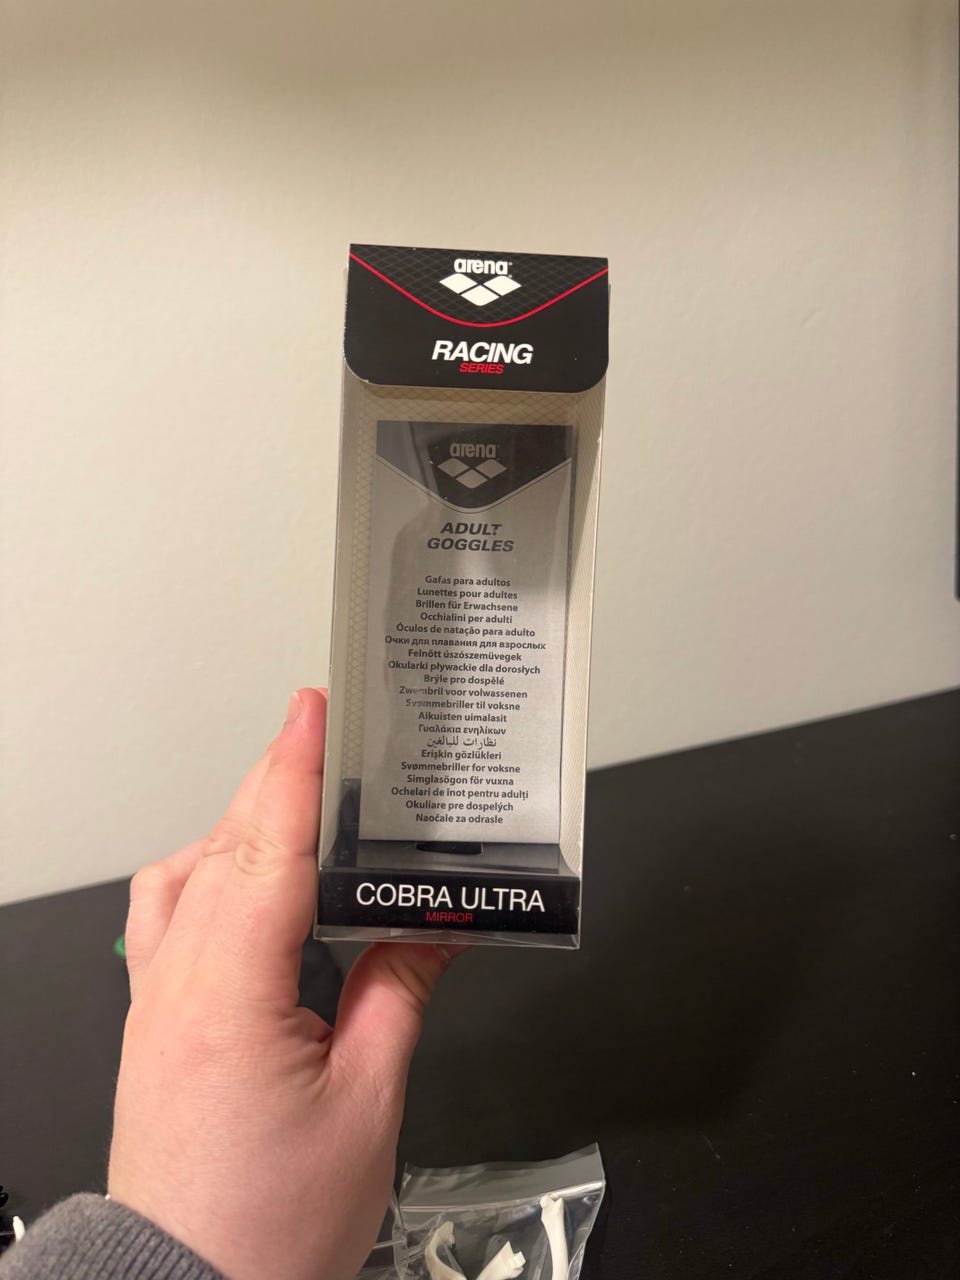 arena
RACING
SERIES
arena
ADULT
GOGGLES
Gafas para adultos
Lunettes pour adultes
Brillen für Erwachsene
Occhialini per adulti
Óculos de natação para adulto
Очки для плавания для взрослых
Felnőtt úszószemüvegek
Okularki pływackie dla dorosłych
Brýle pro dospělé
Zwembril voor volwassenen
Svømmebriller til voksne
Aikuisten uimalasit
Γυαλάκια ενηλίκων
نظارات للبالغين
Erişkin gözlükleri
Svømmebriller for voksne
Simglasögon för vuxna
Ochelari de înot pentru adulți
Okuliare pre dospelých
Naočale za odrasle
COBRA ULTRA
MIRROR